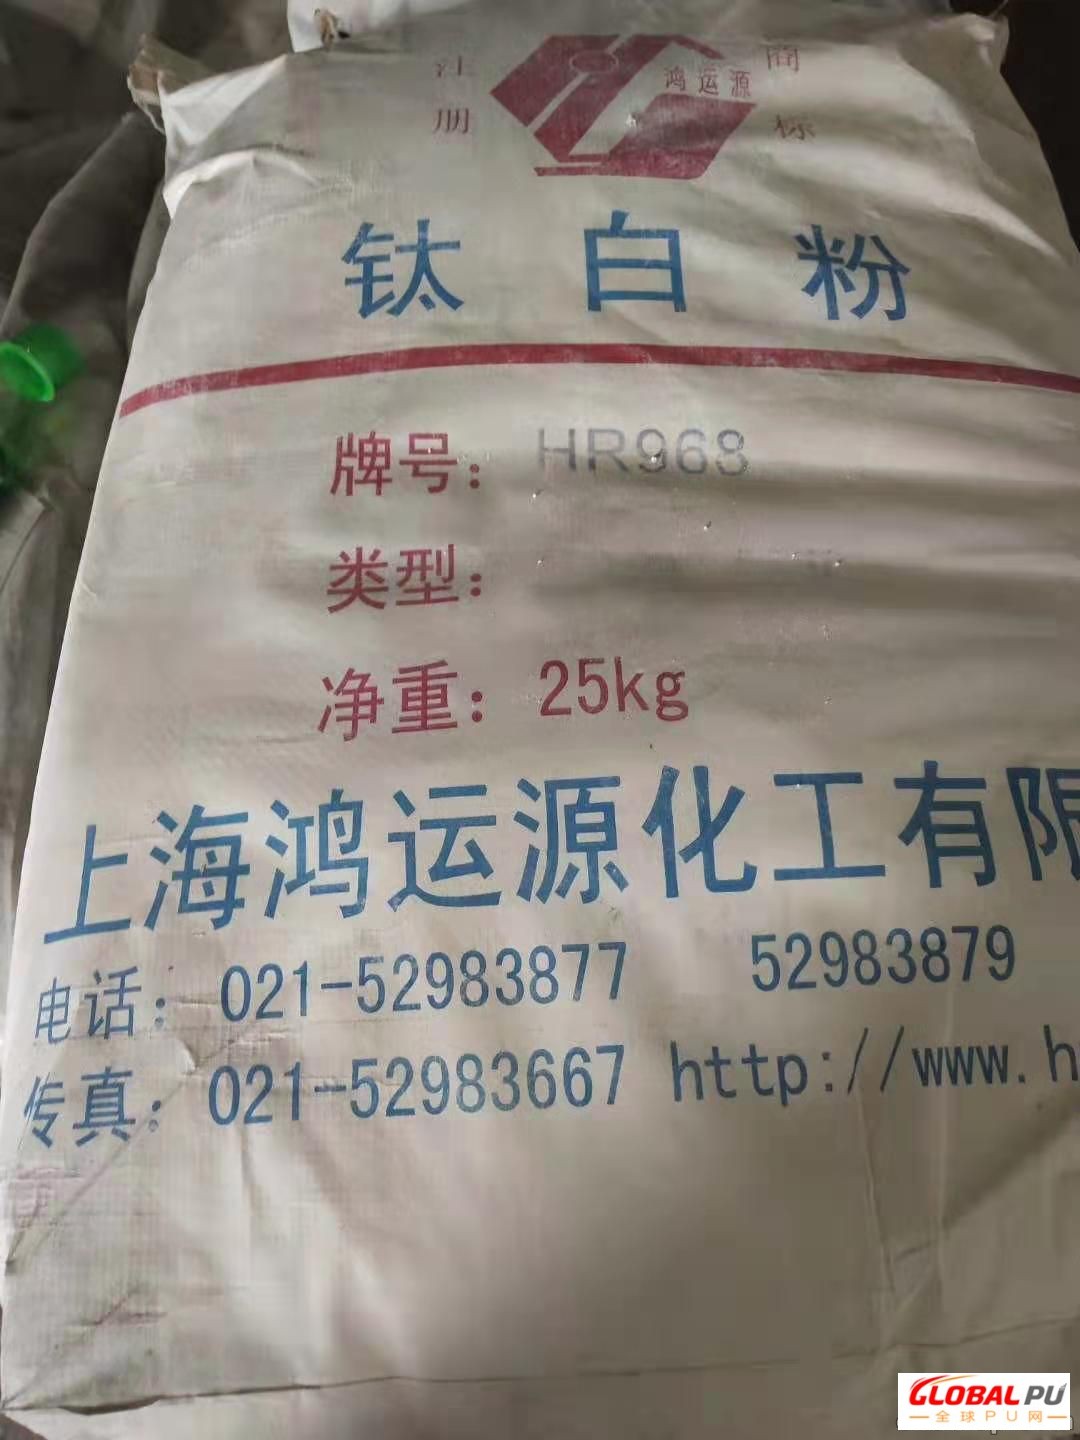 注册 鸿运源 商标
钛白粉
牌号：HR968
类型：
净重：25kg
上海鸿运源化工有限
电话：021-52983877 52983879
传真：021-52983667 http://www.h
GLOBAL PU
全球PU网